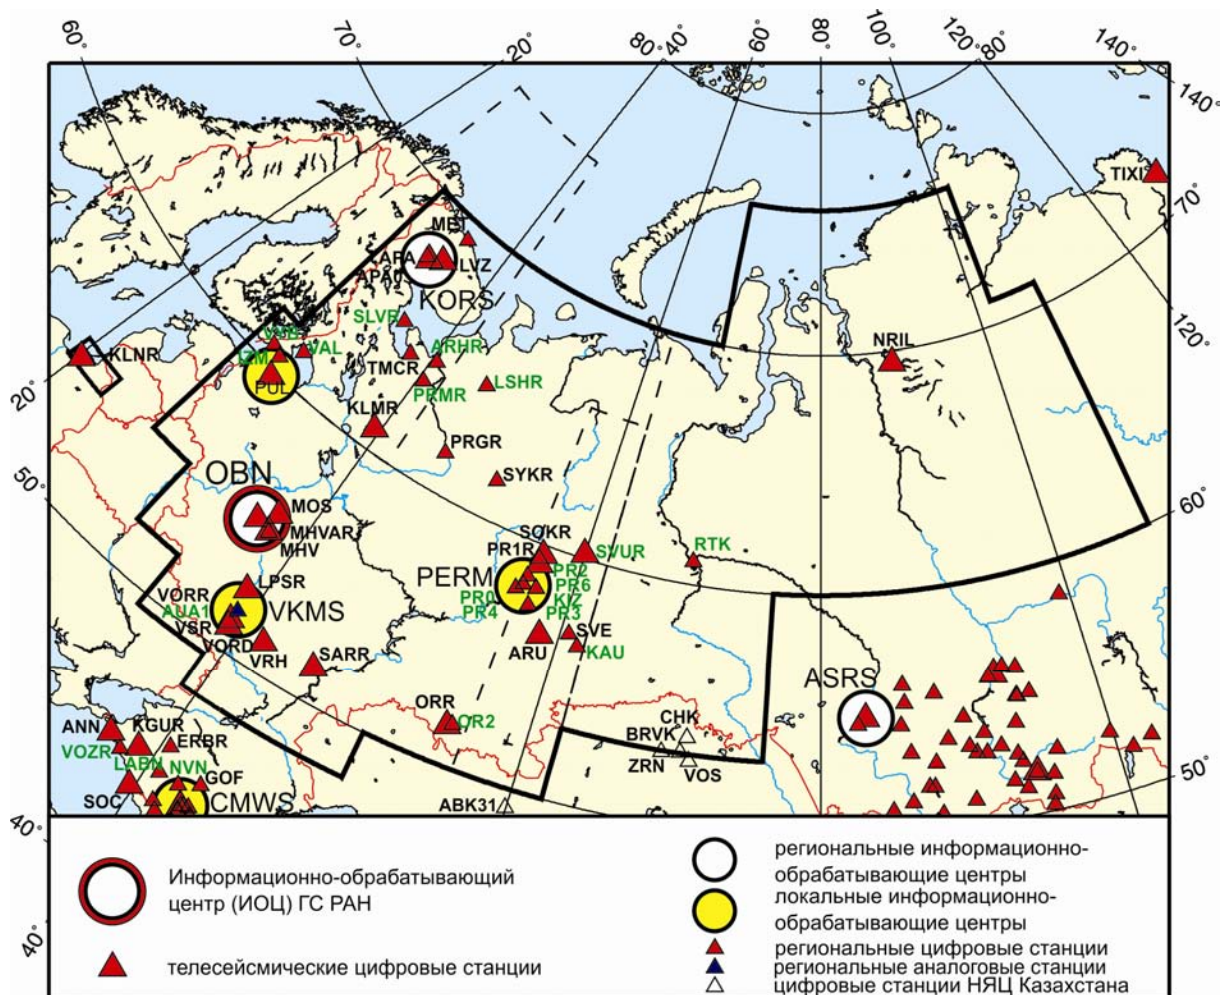 60°
70°
20°
80°
40°
60°
80°
100°
120°
80°
140°
140°
TIXI
70°
MET
APA
LVZ
KORS
SLVR
VAL
KLNR
IZM
PUL
TMCR
ARHR
PRMR
LSHR
NRIL
120°
20°
KLMR
PRGR
SYKR
50°
OBN
MOS
MHVAR
MHV
60°
SOKR
PR1R
SVUR
RTK
PERM
PR2
PR0
PR6
KIZ
PR4
PR3
LPSR
VORR
AUA1
VKMS
VSR
VORD
VRH
SARR
ARU
SVE
KAU
ASRS
ORR
OR2
ANN
KGUR
VOZR
ERBR
LABN
NVN
GOF
SOC
CMWS
CHK
BRVK
ZRN
VOS
ABK31
50°
40°
40°
Информационно-обрабатывающий
центр (ИОЦ) ГС РАН
телесейсмические цифровые станции
региональные информационно-
обрабатывающие центры
локальные информационно-
обрабатывающие центры
региональные цифровые станции
региональные аналоговые станции
цифровые станции НЯЦ Казахстана